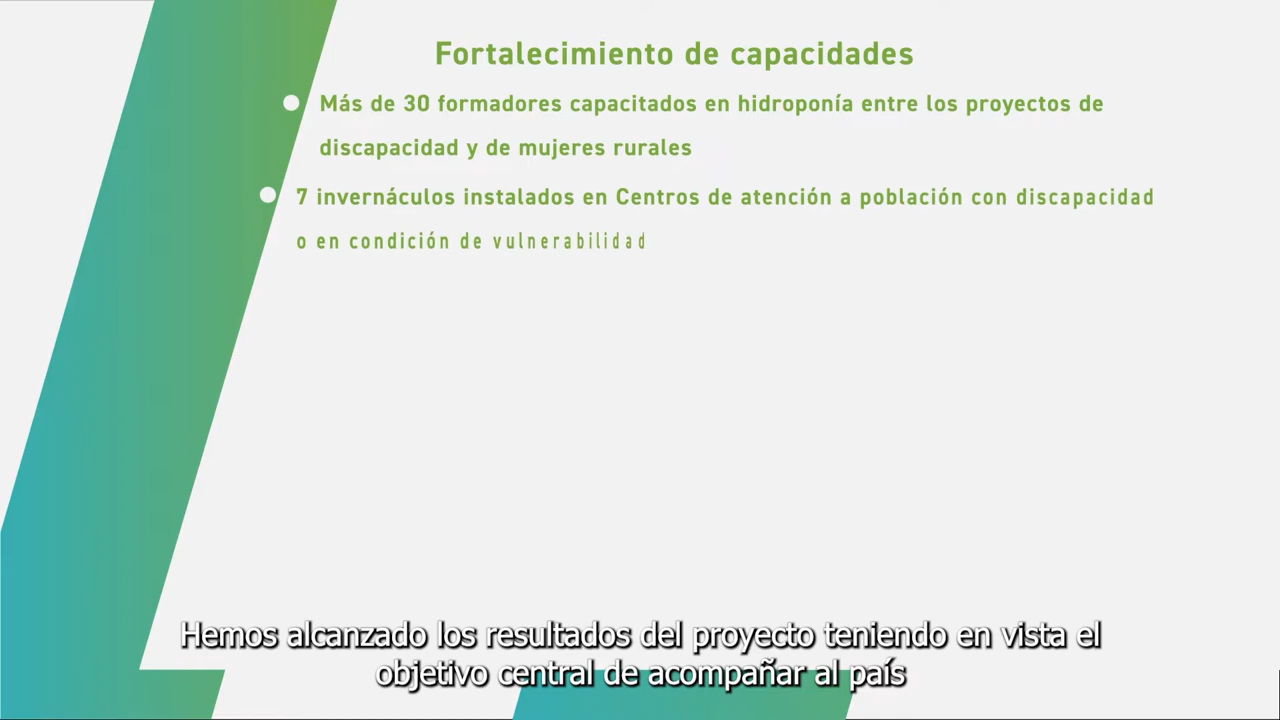 Fortalecimiento de capacidades
Más de 30 formadores capacitados en hidroponía entre los proyectos de
discapacidad y de mujeres rurales
7 invernáculos instalados en Centros de atención a población con discapacidad
o en condición de vulnerabilidad
Hemos alcanzado los resultados del proyecto teniendo en vista el
objetivo central de acompañar al país